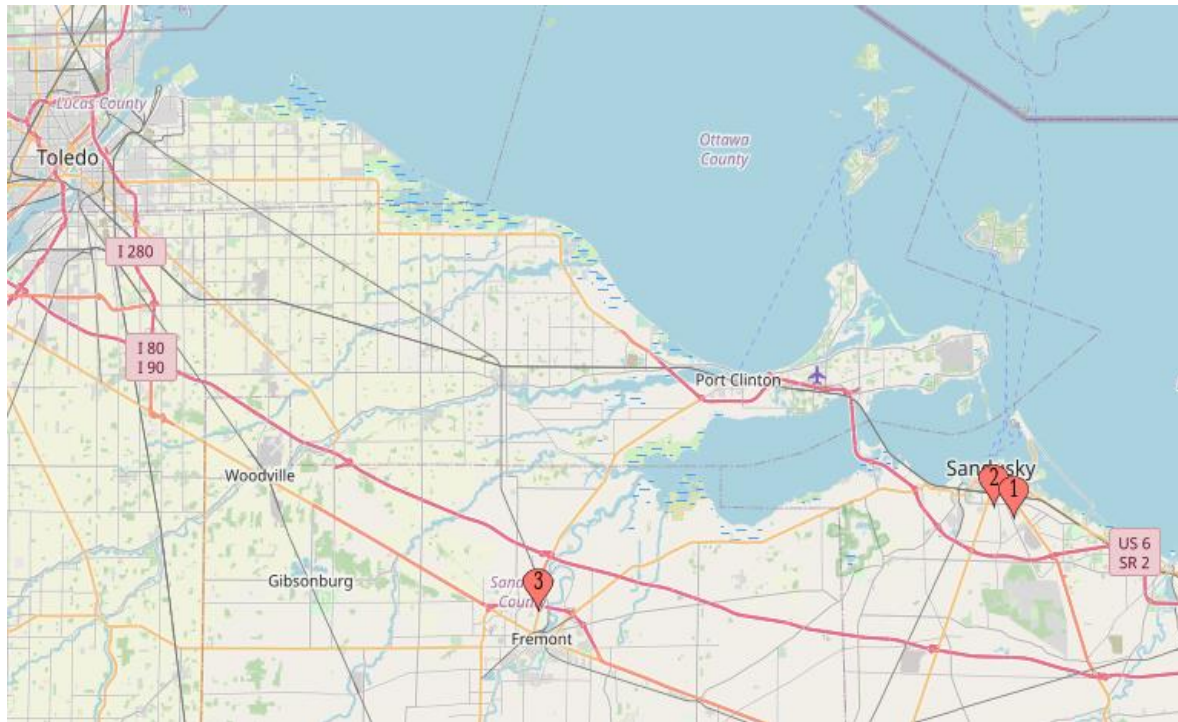 Lucas County
Toledo
Ottawa
County
I 280
I 80
I 90
Port Clinton
Woodville
Sandusky
2
1
US 6
SR 2
Gibsonburg
3
County
Fremont